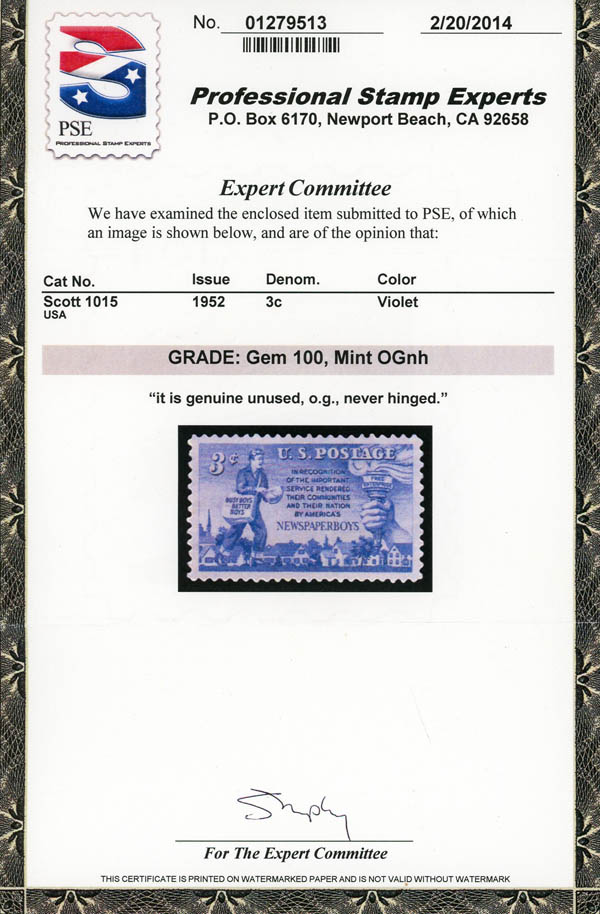 No. 01279513 2/20/2014
PSE
PROFESSIONAL STAMP EXPERTS
Professional Stamp Experts
P.O. Box 6170, Newport Beach, CA 92658
Expert Committee
We have examined the enclosed item submitted to PSE, of which
an image is shown below, and are of the opinion that:
Cat No. Issue Denom. Color
Scott 1015 1952 3c Violet
USA
GRADE: Gem 100, Mint OGnh
“it is genuine unused, o.g., never hinged.”
3¢ U.S. POSTAGE
IN RECOGNITION
OF THE IMPORTANT
SERVICE RENDERED
THEIR COMMUNITIES
AND THEIR NATION
BY AMERICA'S
NEWSPAPERBOYS
BUSY BOYS
BETTER
BOYS
FREE
ENTERPRISE
For The Expert Committee
THIS CERTIFICATE IS PRINTED ON WATERMARKED PAPER AND IS NOT VALID WITHOUT WATERMARK